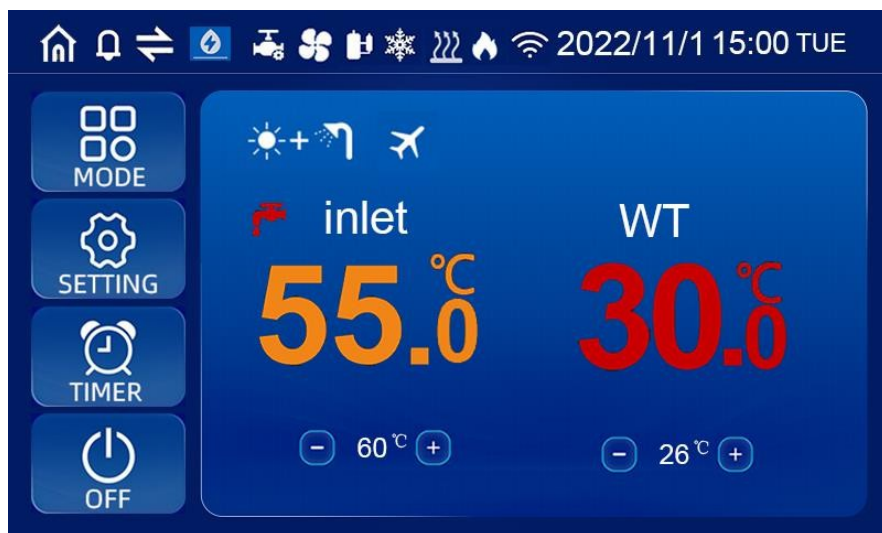 2022/11/1 15:00 TUE
MODE
SETTING
TIMER
OFF
inlet
WT
55.0℃
30.0℃
- 60℃ +
- 26℃ +